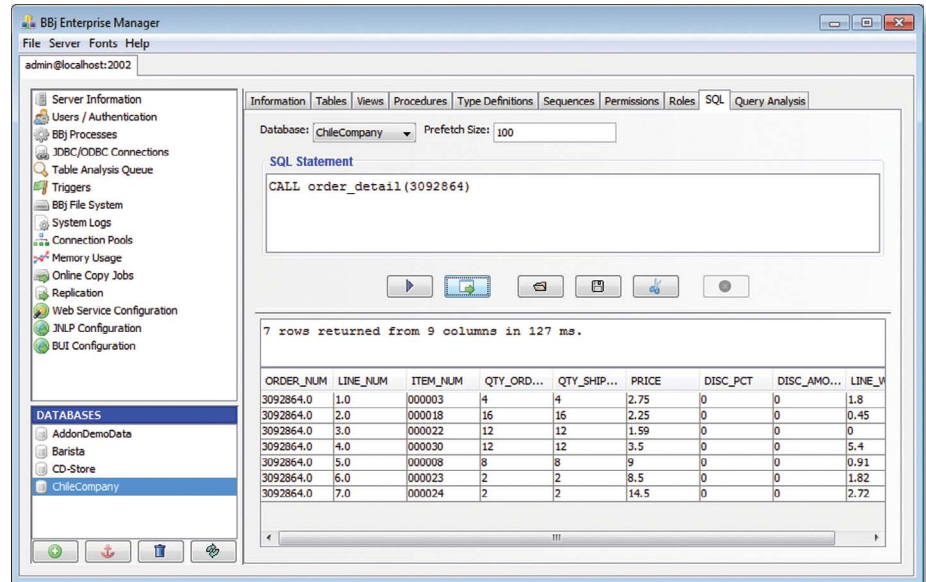 BBj Enterprise Manager
File Server Fonts Help
admin@localhost:2002
Server Information
Users / Authentication
BBj Processes
JDBC/ODBC Connections
Table Analysis Queue
Triggers
BBj File System
System Logs
Connection Pools
Memory Usage
Online Copy Jobs
Replication
Web Service Configuration
JNLP Configuration
BUI Configuration
DATABASES
AddonDemoData
Barista
CD-Store
ChileCompany
Information Tables Views Procedures Type Definitions Sequences Permissions Roles SQL Query Analysis
Database: ChileCompany Prefetch Size: 100
SQL Statement
CALL order_detail(3092864)
7 rows returned from 9 columns in 127 ms.
ORDER_NUM LINE_NUM ITEM_NUM QTY_ORD... QTY_SHIP... PRICE DISC_PCT DISC_AMO... LINE_W
3092864.0 1.0 000003 4 4 2.75 0 0 1.8
3092864.0 2.0 000018 16 16 2.25 0 0 0.45
3092864.0 3.0 000022 12 12 1.59 0 0 0
3092864.0 4.0 000030 12 12 3.5 0 0 5.4
3092864.0 5.0 000008 8 8 9 0 0 0.91
3092864.0 6.0 000023 2 2 8.5 0 0 1.82
3092864.0 7.0 000024 2 2 14.5 0 0 2.72